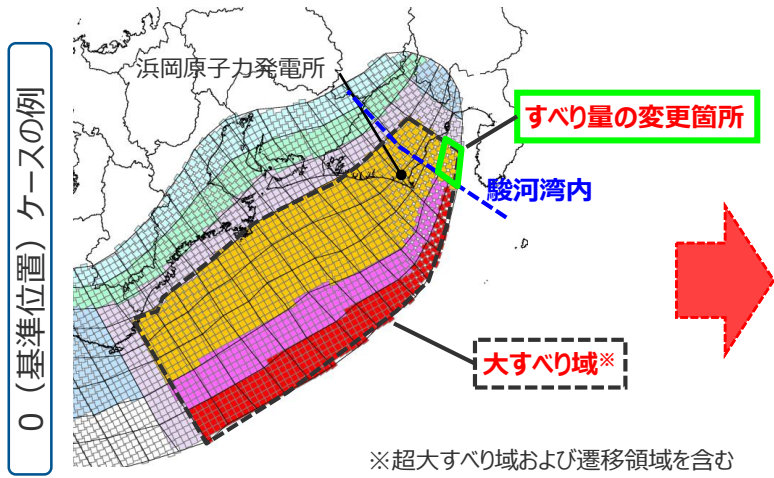 0（基準位置）ケースの例
浜岡原子力発電所
すべり量の変更箇所
駿河湾内
大すべり域※
※超大すべり域および遷移領域を含む